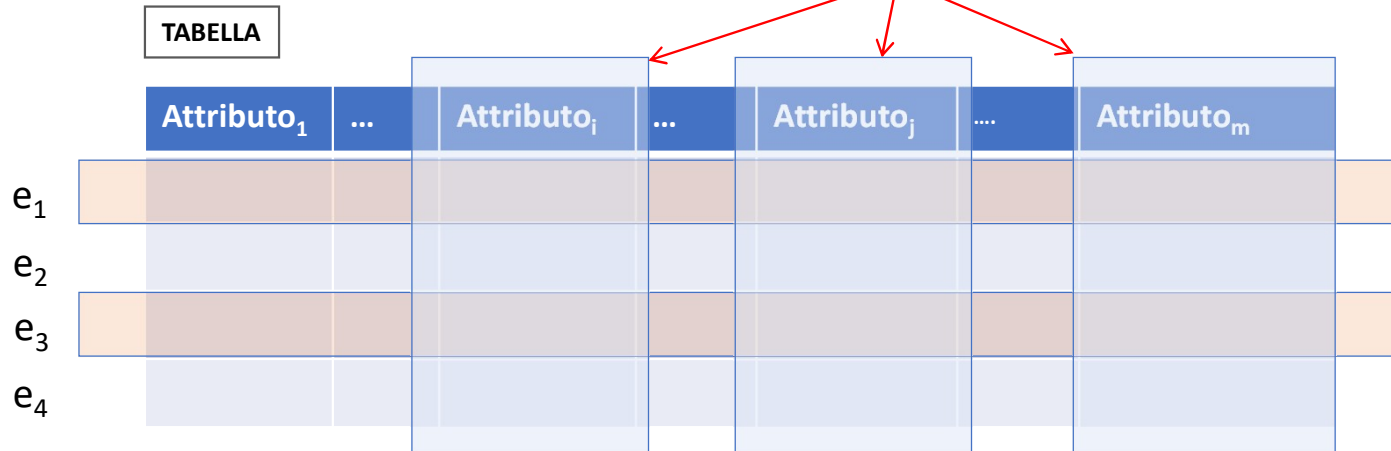 TABELLA
Attributo₁ ... Attributoᵢ ... Attributoⱼ .... Attributoₘ
e₁
e₂
e₃
e₄